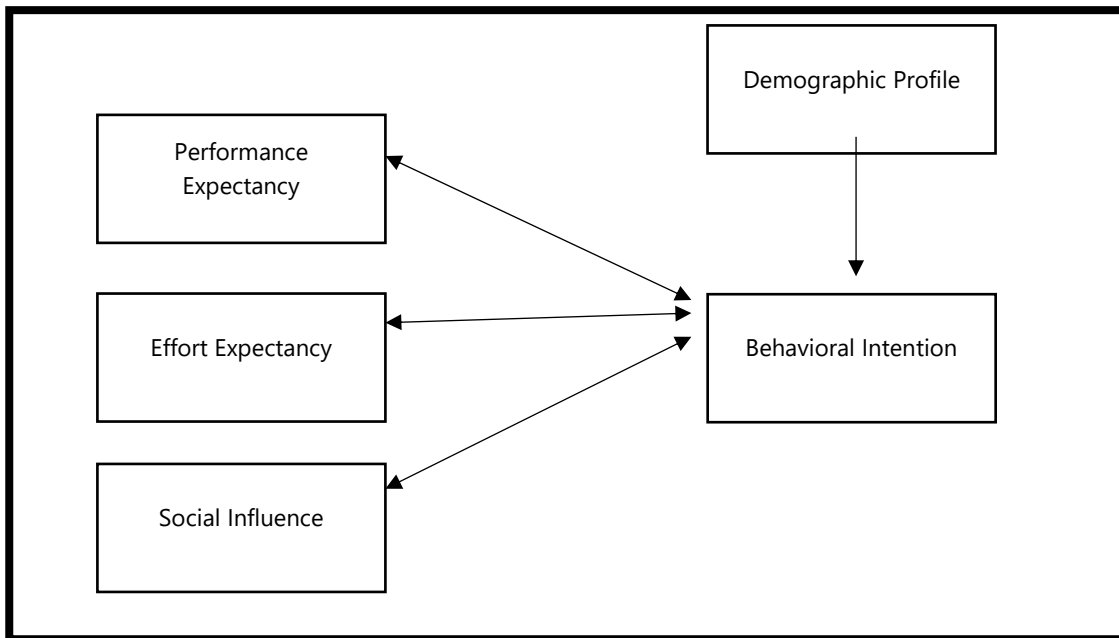 Demographic Profile
Performance
Expectancy
Effort Expectancy
Behavioral Intention
Social Influence